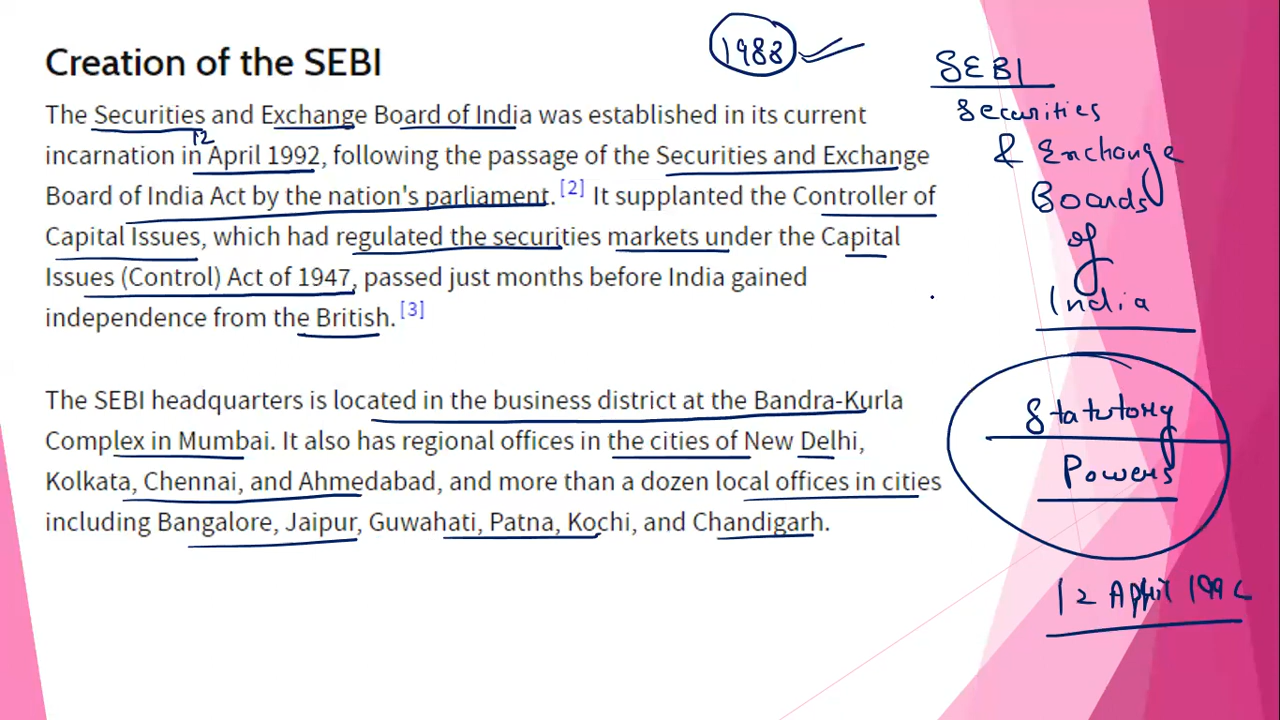 1988
Creation of the SEBI
The Securities and Exchange Board of India was established in its current
12
incarnation in April 1992, following the passage of the Securities and Exchange
Board of India Act by the nation's parliament. [2] It supplanted the Controller of
Capital Issues, which had regulated the securities markets under the Capital
Issues (Control) Act of 1947, passed just months before India gained
independence from the British. [3]
The SEBI headquarters is located in the business district at the Bandra-Kurla
Complex in Mumbai. It also has regional offices in the cities of New Delhi,
Kolkata, Chennai, and Ahmedabad, and more than a dozen local offices in cities
including Bangalore, Jaipur, Guwahati, Patna, Kochi, and Chandigarh.
SEBI
Securities
& Exchange
Boards
of
India
Statutory
Powers
12 April 199